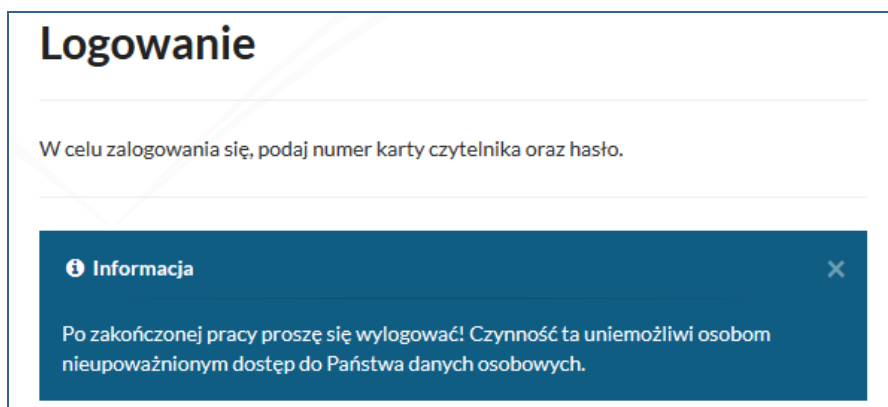 Logowanie
W celu zalogowania się, podaj numer karty czytelnika oraz hasło.
Informacja
Po zakończonej pracy proszę się wylogować! Czynność ta uniemożliwi osobom
nieupoważnionym dostęp do Państwa danych osobowych.